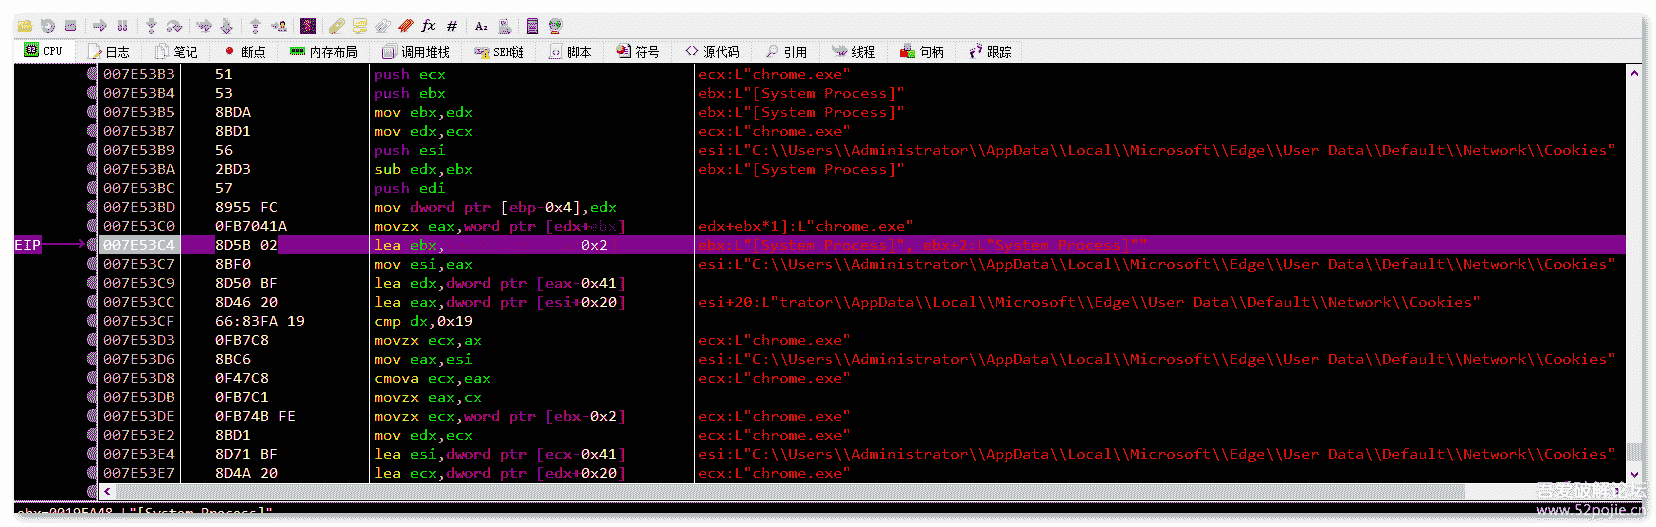 fx # A₂
32 CPU 日志 笔记 断点 内存布局 调用堆栈 SEH链 脚本 符号 源代码 引用 线程 句柄 跟踪
007E53B3 51 push ecx ecx:L"chrome.exe"
007E53B4 53 push ebx ebx:L"[System Process]"
007E53B5 8BDA mov ebx,edx ebx:L"[System Process]"
007E53B7 8BD1 mov edx,ecx ecx:L"chrome.exe"
007E53B9 56 push esi esi:L"C:\\Users\\Administrator\\AppData\\Local\\Microsoft\\Edge\\User Data\\Default\\Network\\Cookies"
007E53BA 2BD3 sub edx,ebx ebx:L"[System Process]"
007E53BC 57 push edi
007E53BD 8955 FC mov dword ptr [ebp-0x4],edx
007E53C0 0FB7041A movzx eax,word ptr [edx+ebx] edx+ebx*1]:L"chrome.exe"
EIP 007E53C4 8D5B 02 lea ebx, 0x2 ebx:L"[System Process]", ebx+2:L"System Process]""
007E53C7 8BF0 mov esi,eax esi:L"C:\\Users\\Administrator\\AppData\\Local\\Microsoft\\Edge\\User Data\\Default\\Network\\Cookies"
007E53C9 8D50 BF lea edx,dword ptr [eax-0x41]
007E53CC 8D46 20 lea eax,dword ptr [esi+0x20] esi+20:L"trator\\AppData\\Local\\Microsoft\\Edge\\User Data\\Default\\Network\\Cookies"
007E53CF 66:83FA 19 cmp dx,0x19
007E53D3 0FB7C8 movzx ecx,ax ecx:L"chrome.exe"
007E53D6 8BC6 mov eax,esi esi:L"C:\\Users\\Administrator\\AppData\\Local\\Microsoft\\Edge\\User Data\\Default\\Network\\Cookies"
007E53D8 0F47C8 cmova ecx,eax ecx:L"chrome.exe"
007E53DB 0FB7C1 movzx eax,cx
007E53DE 0FB74B FE movzx ecx,word ptr [ebx-0x2] ecx:L"chrome.exe"
007E53E2 8BD1 mov edx,ecx ecx:L"chrome.exe"
007E53E4 8D71 BF lea esi,dword ptr [ecx-0x41] esi:L"C:\\Users\\Administrator\\AppData\\Local\\Microsoft\\Edge\\User Data\\Default\\Network\\Cookies"
007E53E7 8D4A 20 lea ecx,dword ptr [edx+0x20] ecx:L"chrome.exe"
吾爱破解论坛
ebx=0019EA48 L"[System Process]"
www.52pojie.cn